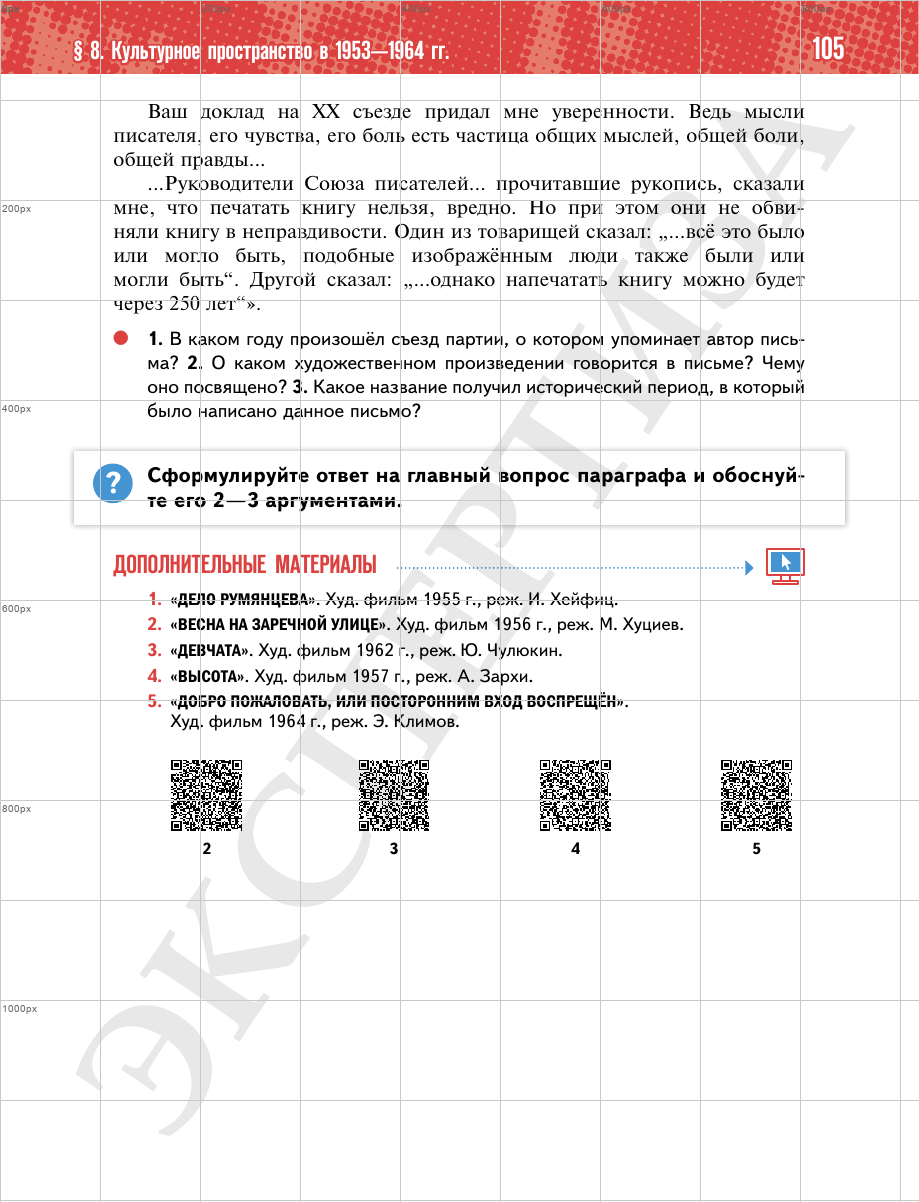 § 8. Культурное пространство в 1953—1964 гг.
105
Ваш доклад на XX съезде придал мне уверенности. Ведь мысли
писателя, его чувства, его боль есть частица общих мыслей, общей боли,
общей правды...
...Руководители Союза писателей... прочитавшие рукопись, сказали
мне, что печатать книгу нельзя, вредно. Но при этом они не обви-
няли книгу в неправдивости. Один из товарищей сказал: „...всё это было
или могло быть, подобные изображённым люди также были или
могли быть“. Другой сказал: „...однако напечатать книгу можно будет
через 250 лет“».
1. В каком году произошёл съезд партии, о котором упоминает автор пись-
ма? 2. О каком художественном произведении говорится в письме? Чему
оно посвящено? 3. Какое название получил исторический период, в который
было написано данное письмо?
? Сформулируйте ответ на главный вопрос параграфа и обоснуй-
те его 2—3 аргументами.
ДОПОЛНИТЕЛЬНЫЕ МАТЕРИАЛЫ
1. «ДЕЛО РУМЯНЦЕВА». Худ. фильм 1955 г., реж. И. Хейфиц.
2. «ВЕСНА НА ЗАРЕЧНОЙ УЛИЦЕ». Худ. фильм 1956 г., реж. М. Хуциев.
3. «ДЕВЧАТА». Худ. фильм 1962 г., реж. Ю. Чулюкин.
4. «ВЫСОТА». Худ. фильм 1957 г., реж. А. Зархи.
5. «ДОБРО ПОЖАЛОВАТЬ, ИЛИ ПОСТОРОННИМ ВХОД ВОСПРЕЩЁН».
Худ. фильм 1964 г., реж. Э. Климов.
2 3 4 5
ЭКСПЕРТИЗА
200px
400px
600px
800px
1000px